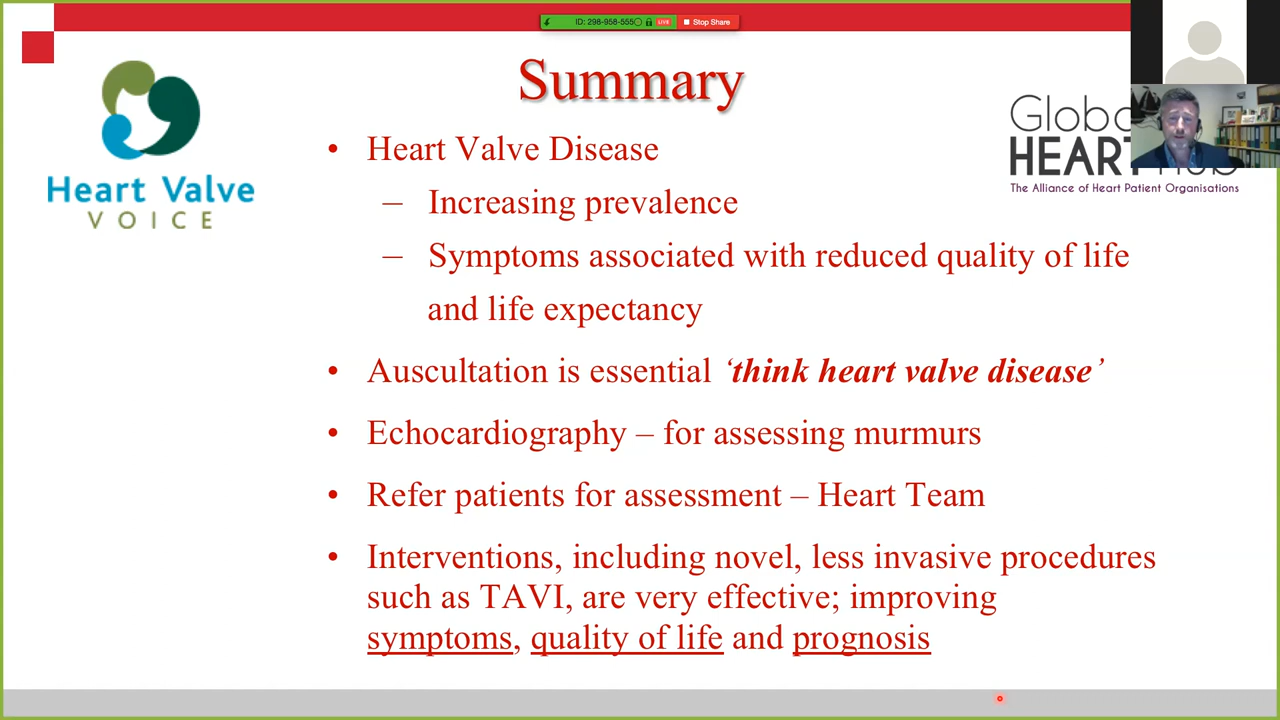 ID: 298-958-555
LIVE
Stop Share
Summary
Heart Valve
VOICE
Globa
HEART Hub
The Alliance of Heart Patient Organisations
• Heart Valve Disease
– Increasing prevalence
– Symptoms associated with reduced quality of life
and life expectancy
• Auscultation is essential ‘think heart valve disease’
• Echocardiography – for assessing murmurs
• Refer patients for assessment – Heart Team
• Interventions, including novel, less invasive procedures
such as TAVI, are very effective; improving
symptoms, quality of life and prognosis